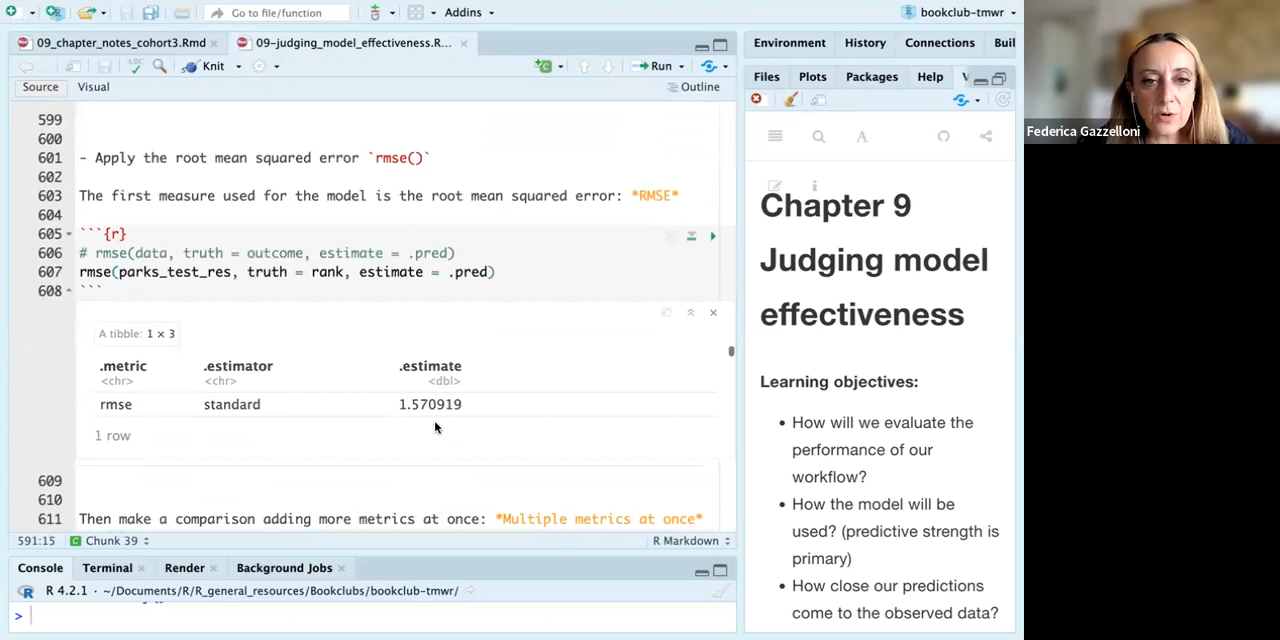 Go to file/function
Addins
bookclub-tmwr
09_chapter_notes_cohort3.Rmd
09-judging_model_effectiveness.R...
Environment
History
Connections
Buil
Knit
Run
Files
Plots
Packages
Help
V
Source
Visual
Outline
599
600
601 - Apply the root mean squared error `rmse()`
602
603 The first measure used for the model is the root mean squared error: *RMSE*
604
605 ```{r}
606 # rmse(data, truth = outcome, estimate = .pred)
607 rmse(parks_test_res, truth = rank, estimate = .pred)
608 ```
A tibble: 1 × 3
.metric .estimator .estimate
<chr> <chr> <dbl>
rmse standard 1.570919
1 row
609
610
611 Then make a comparison adding more metrics at once: *Multiple metrics at once*
591:15 Chunk 39 R Markdown
Console
Terminal
Render
Background Jobs
R 4.2.1 · ~/Documents/R/R_general_resources/Bookclubs/bookclub-tmwr/
>
Chapter 9
Judging model
effectiveness
Learning objectives:
• How will we evaluate the
performance of our
workflow?
• How the model will be
used? (predictive strength is
primary)
• How close our predictions
come to the observed data?
Federica Gazzelloni